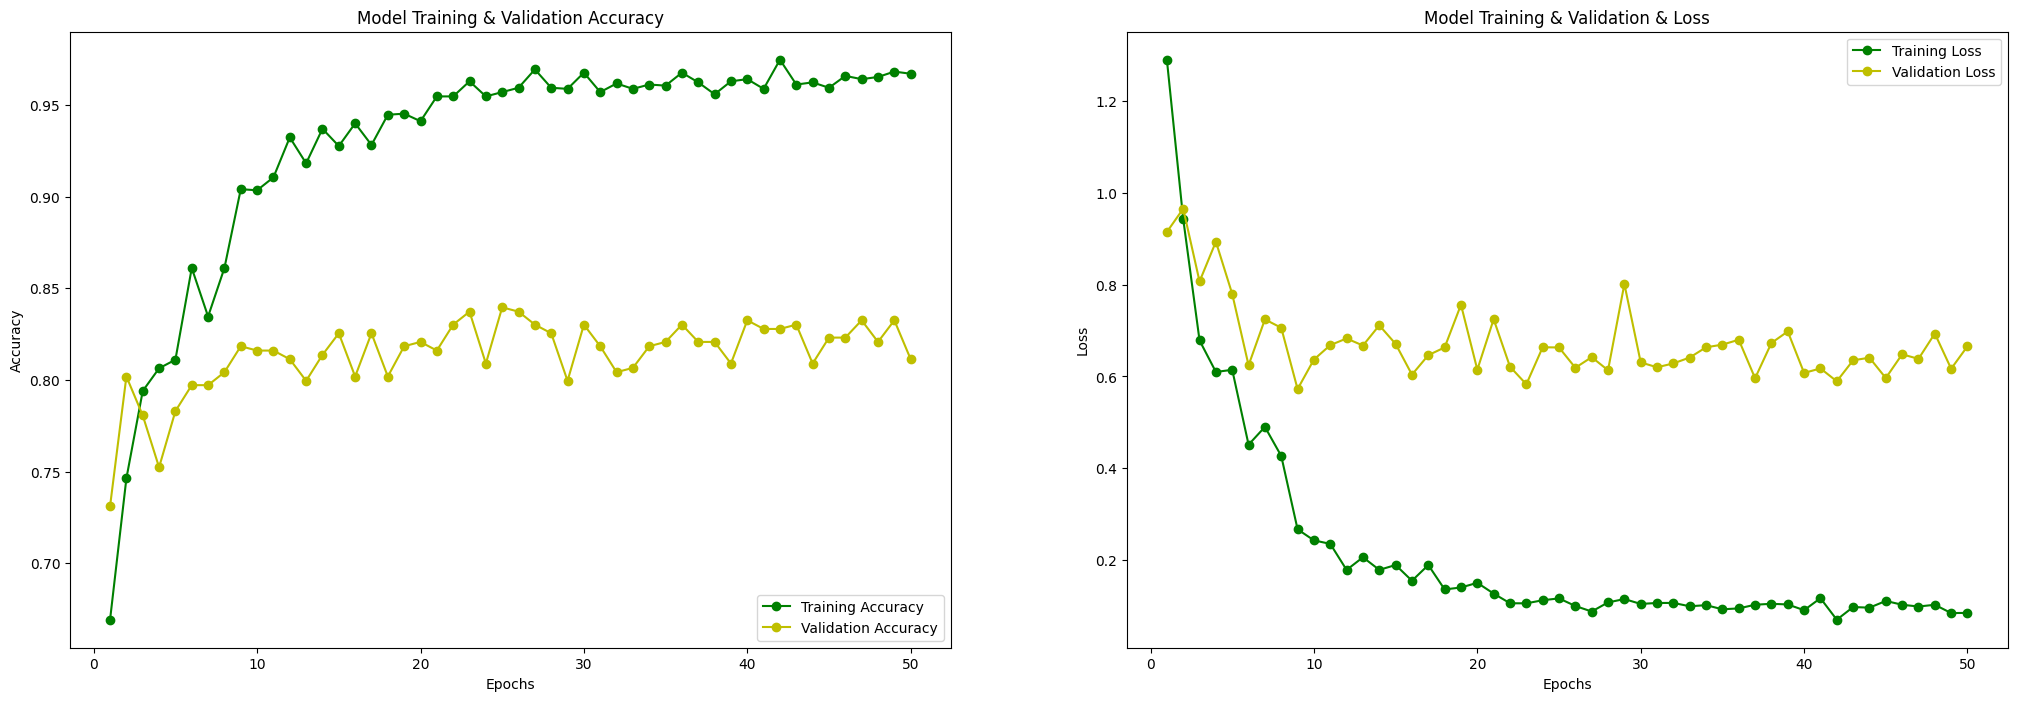 Model Training & Validation Accuracy
Accuracy
0.95
0.90
0.85
0.80
0.75
0.70
0 10 20 30 40 50
Epochs
Training Accuracy
Validation Accuracy
Model Training & Validation & Loss
Loss
1.2
1.0
0.8
0.6
0.4
0.2
0 10 20 30 40 50
Epochs
Training Loss
Validation Loss